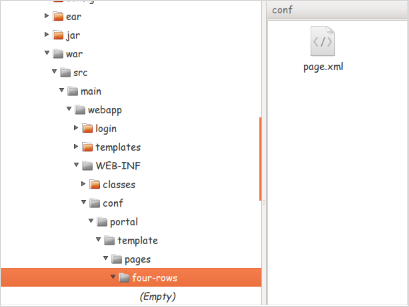 ear
jar
war
src
main
webapp
login
templates
WEB-INF
classes
conf
portal
template
pages
four-rows
(Empty)
conf
page.xml